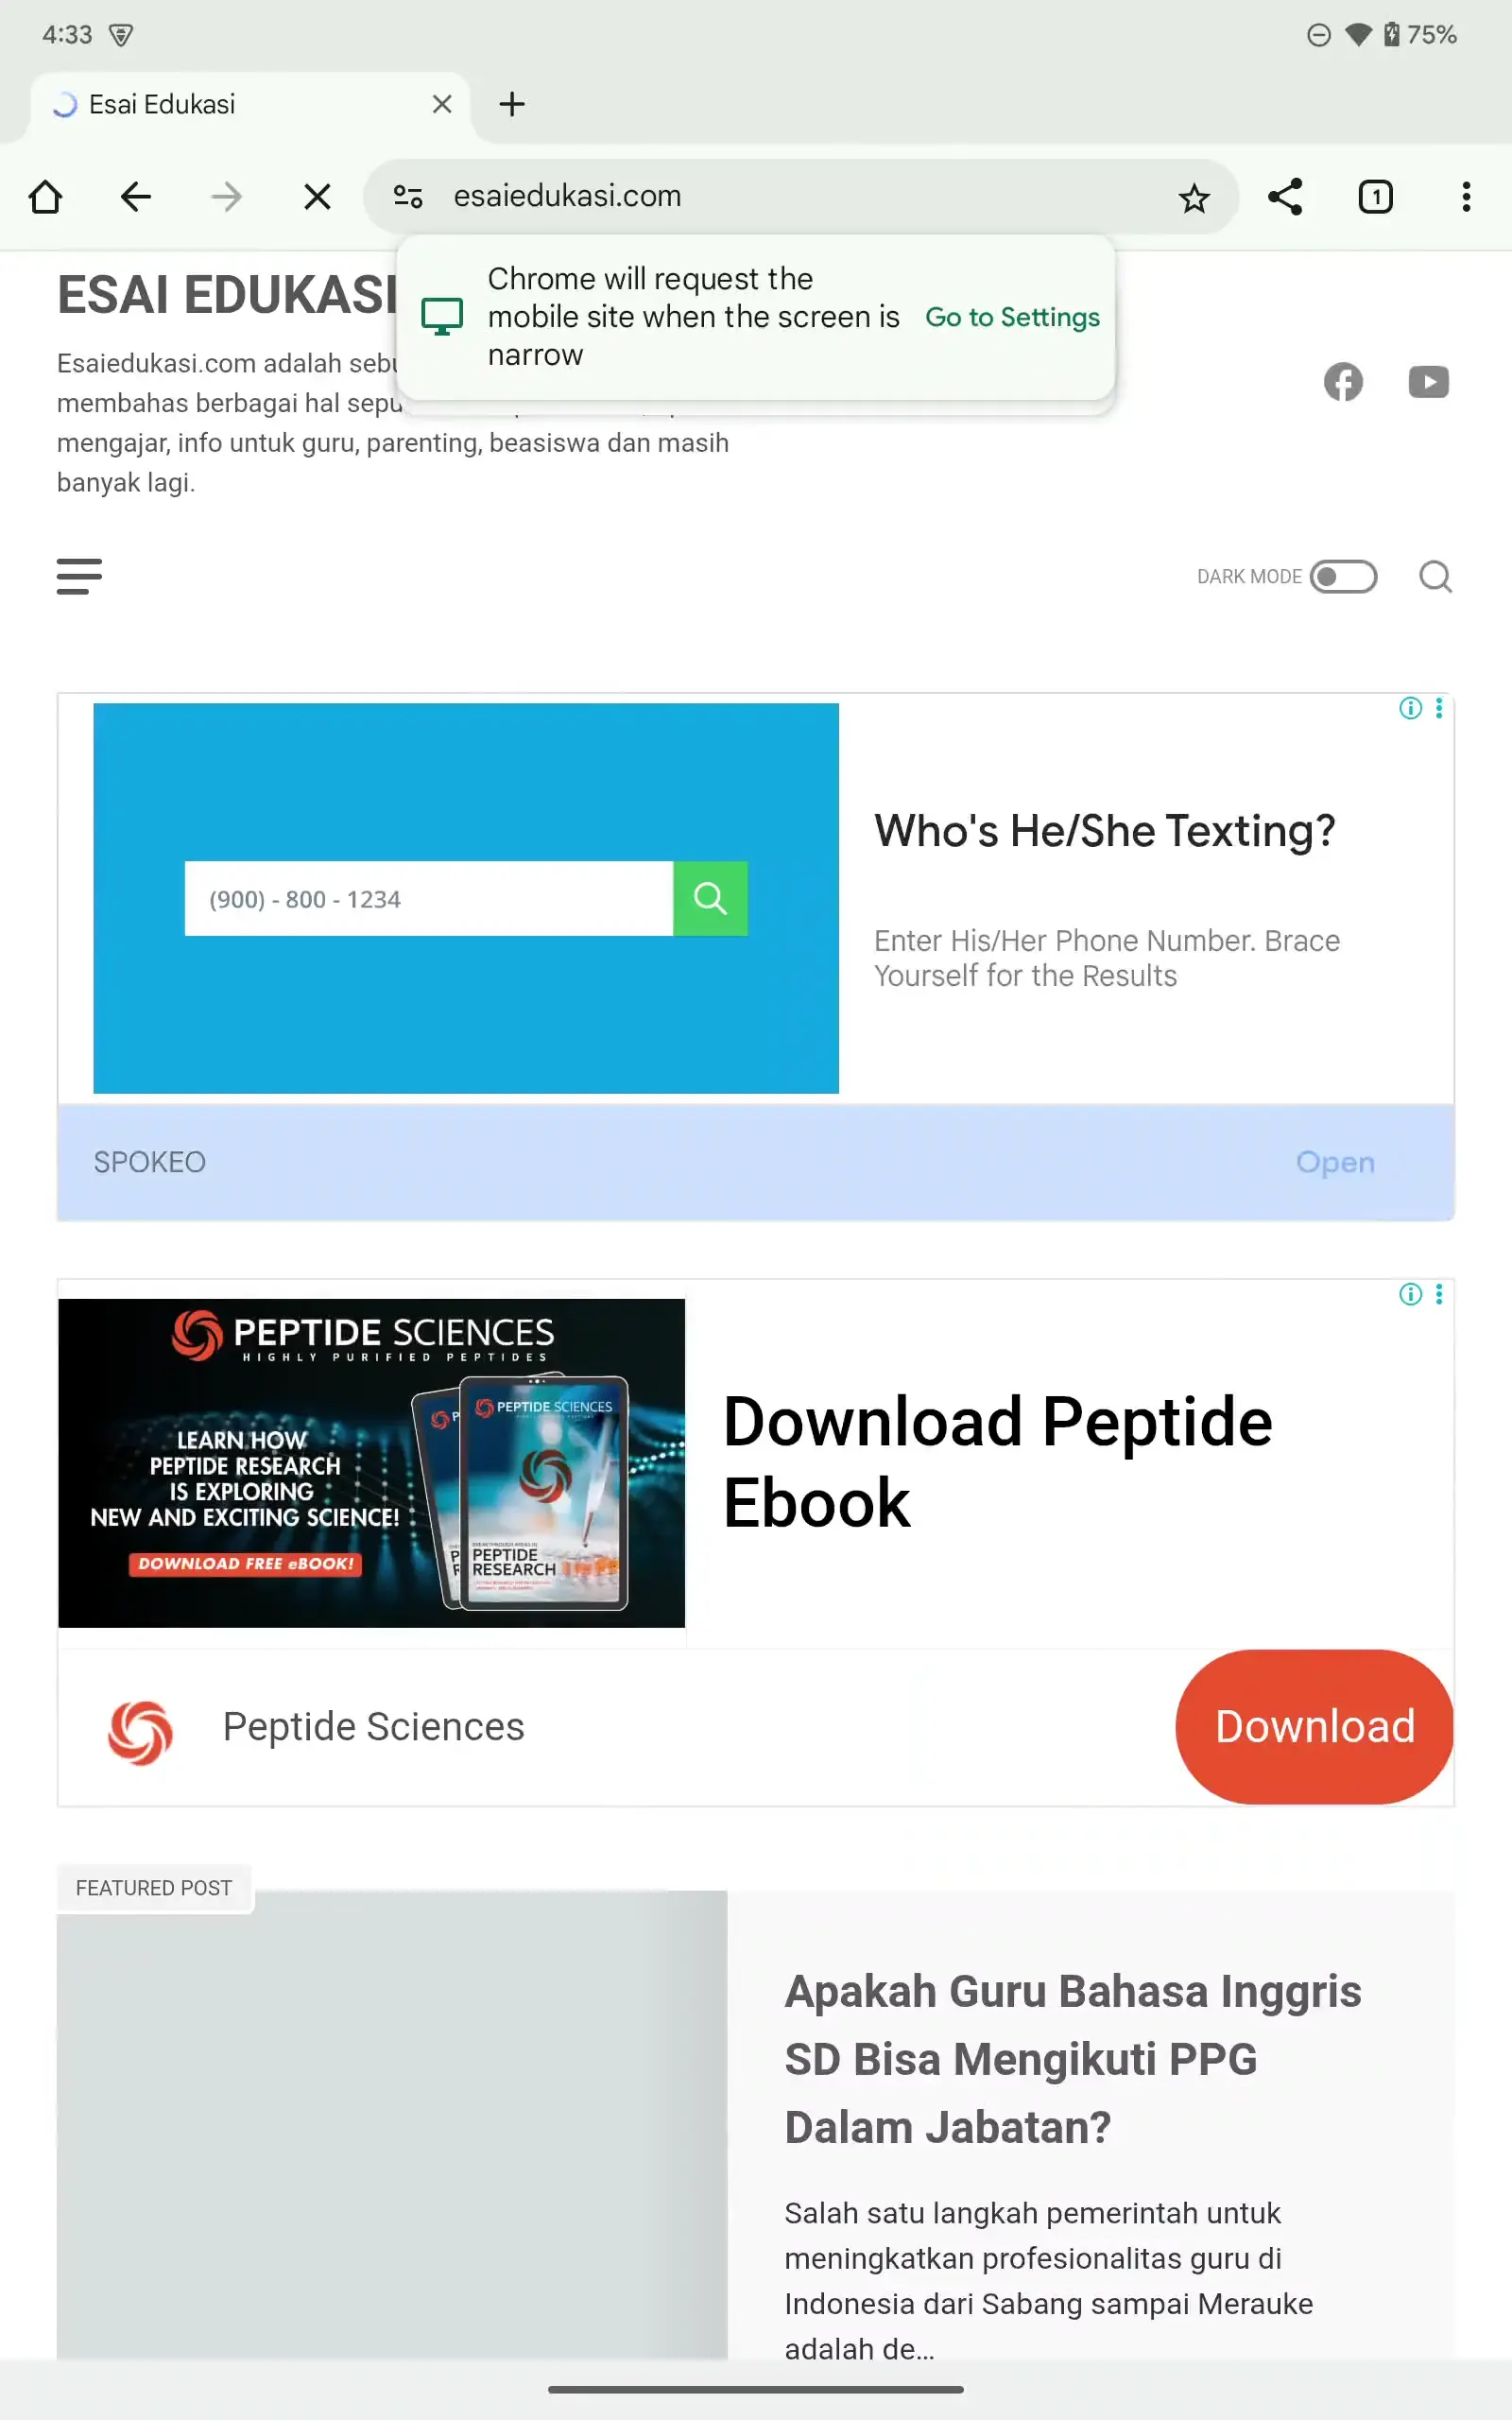 4:33
75%
Esai Edukasi
esaiedukasi.com
1
Chrome will request the
mobile site when the screen is
narrow
Go to Settings
ESAI EDUKASI
Esaiedukasi.com adalah
membahas berbagai hal
mengajar, info untuk guru, parenting, beasiswa dan masih
banyak lagi.
DARK MODE
(900) - 800 - 1234
Who's He/She Texting?
Enter His/Her Phone Number. Brace
Yourself for the Results
SPOKEO
Open
PEPTIDE SCIENCES
HIGHLY PURIFIED PEPTIDES
LEARN HOW
PEPTIDE RESEARCH
IS EXPLORING
NEW AND EXCITING SCIENCE!
DOWNLOAD FREE eBOOK!
PEPTIDE SCIENCES
PEPTIDE
RESEARCH
Download Peptide
Ebook
Peptide Sciences
Download
FEATURED POST
Apakah Guru Bahasa Inggris
SD Bisa Mengikuti PPG
Dalam Jabatan?
Salah satu langkah pemerintah untuk
meningkatkan profesionalitas guru di
Indonesia dari Sabang sampai Merauke
adalah de...